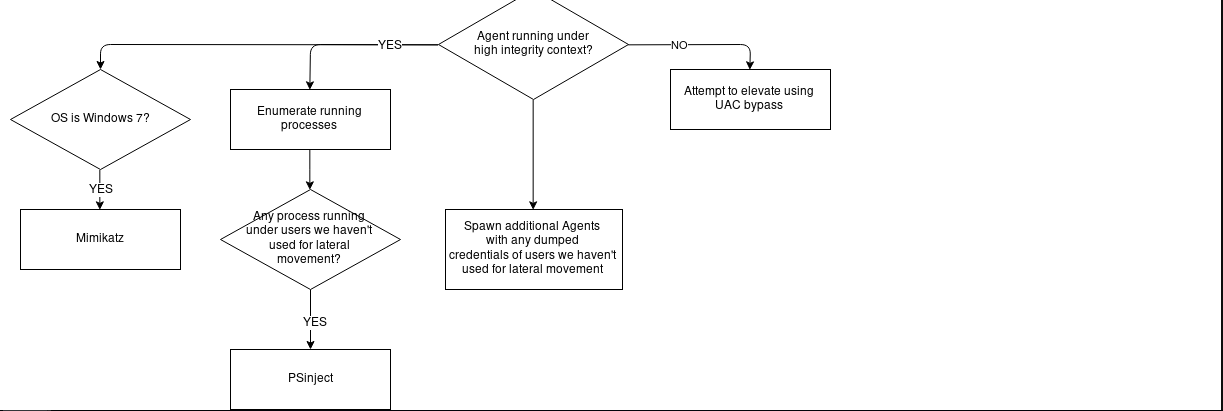 Agent running under
high integrity context?
YES
NO
OS is Windows 7?
YES
Mimikatz
Enumerate running
processes
Any process running
under users we haven't
used for lateral
movement?
YES
PSinject
Spawn additional Agents
with any dumped
credentials of users we haven't
used for lateral movement
Attempt to elevate using
UAC bypass